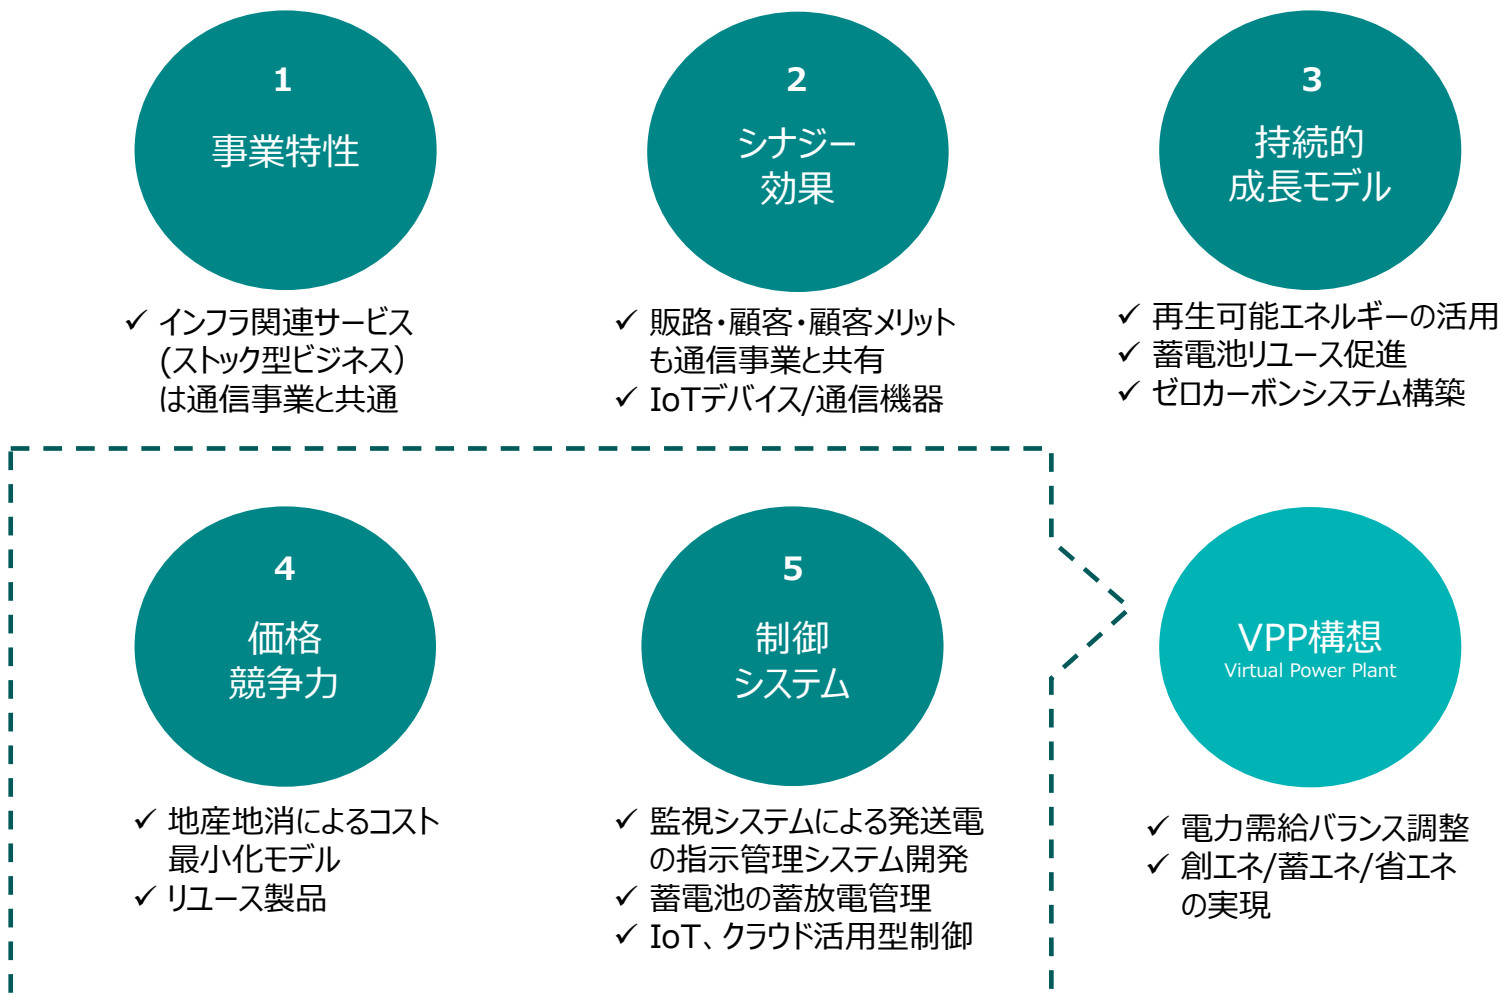 1
事業特性
✓ インフラ関連サービス
(ストック型ビジネス）
は通信事業と共通
2
シナジー
効果
✓ 販路・顧客・顧客メリット
も通信事業と共有
✓ IoTデバイス/通信機器
3
持続的
成長モデル
✓ 再生可能エネルギーの活用
✓ 蓄電池リユース促進
✓ ゼロカーボンシステム構築
4
価格
競争力
✓ 地産地消によるコスト
最小化モデル
✓ リユース製品
5
制御
システム
✓ 監視システムによる発送電
の指示管理システム開発
✓ 蓄電池の蓄放電管理
✓ IoT、クラウド活用型制御
VPP構想
Virtual Power Plant
✓ 電力需給バランス調整
✓ 創エネ/蓄エネ/省エネ
の実現